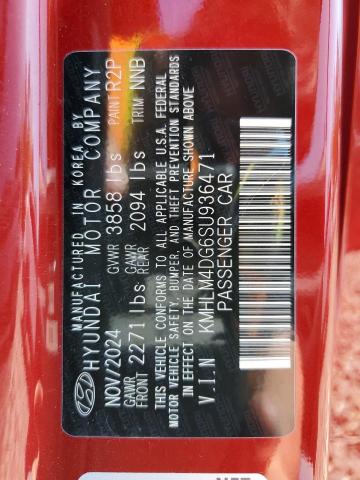 MANUFACTURED IN KOREA BY
HYUNDAI MOTOR COMPANY
NOV/2024 GVWR 3858 lbs PAINT R2P
GAWR FRONT 2271 lbs GAWR REAR 2094 lbs TRIM NNB
THIS VEHICLE CONFORMS TO ALL APPLICABLE U.S.A. FEDERAL
MOTOR VEHICLE SAFETY, BUMPER, AND THEFT PREVENTION STANDARDS
IN EFFECT ON THE DATE OF MANUFACTURE SHOWN ABOVE
V.I.N KMHLM4DG6SU936471
PASSENGER CAR